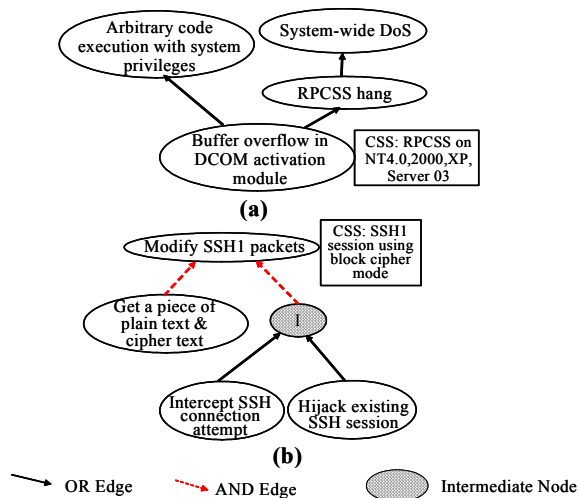 Arbitrary code
execution with system
privileges
System-wide DoS
RPCSS hang
Buffer overflow in
DCOM activation
module
CSS: RPCSS on
NT4.0,2000,XP,
Server 03
(a)
Modify SSH1 packets
CSS: SSH1
session using
block cipher
mode
Get a piece of
plain text &
cipher text
I
Intercept SSH
connection
attempt
Hijack existing
SSH session
(b)
OR Edge
AND Edge
Intermediate Node